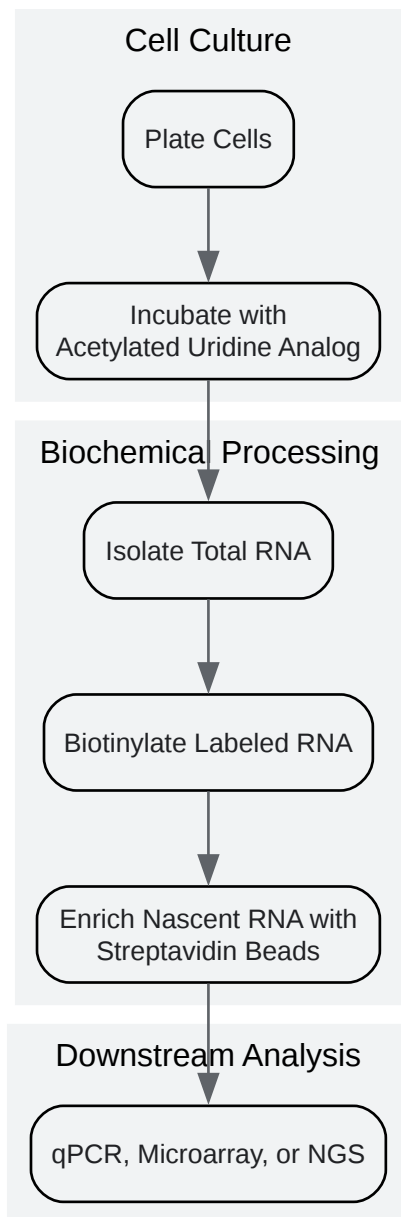 Cell Culture
Plate Cells
Incubate with
Acetylated Uridine Analog
Biochemical Processing
Isolate Total RNA
Biotinylate Labeled RNA
Enrich Nascent RNA with
Streptavidin Beads
Downstream Analysis
qPCR, Microarray, or NGS